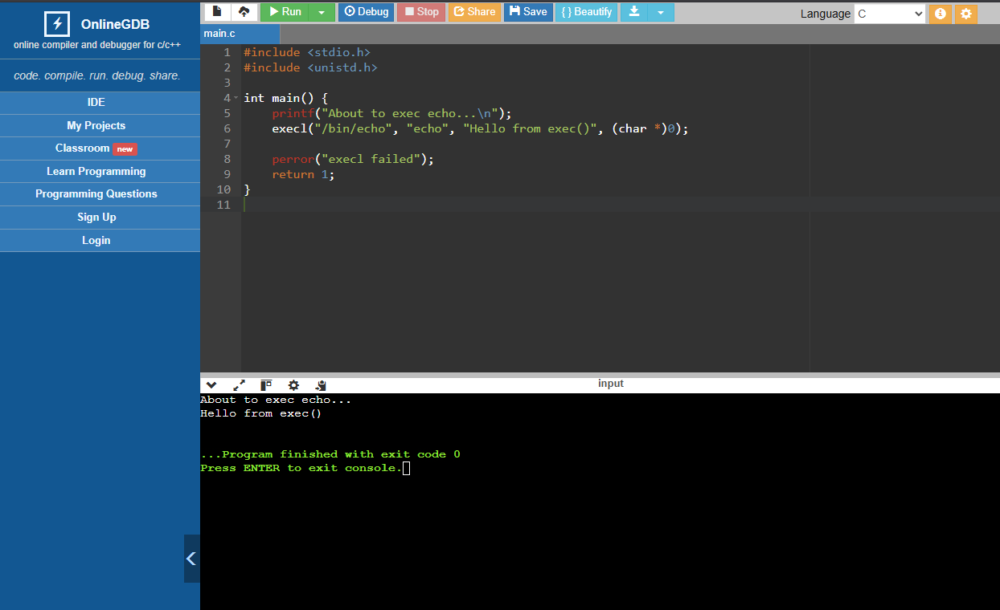 OnlineGDB
online compiler and debugger for c/c++
code. compile. run. debug. share.
IDE
My Projects
Classroom new
Learn Programming
Programming Questions
Sign Up
Login
Run Debug Stop Share Save { } Beautify Language C
main.c
1 #include <stdio.h>
2 #include <unistd.h>
3
4 int main() {
5     printf("About to exec echo...\n");
6     execl("/bin/echo", "echo", "Hello from exec()", (char *)0);
7
8     perror("execl failed");
9     return 1;
10 }
11
input
About to exec echo...
Hello from exec()
...Program finished with exit code 0
Press ENTER to exit console.